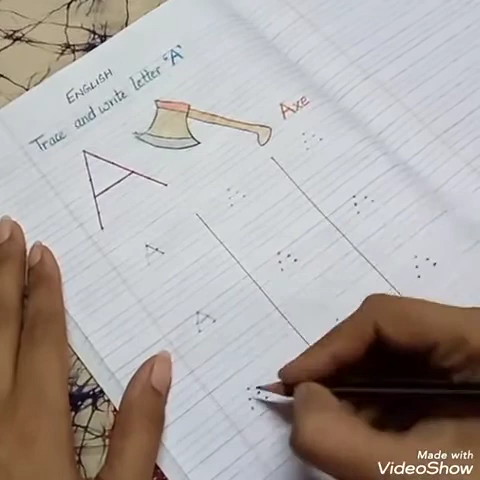 ENGLISH
Trace and write letter "A"
Axe
A
A
A
Made with
VideoShow